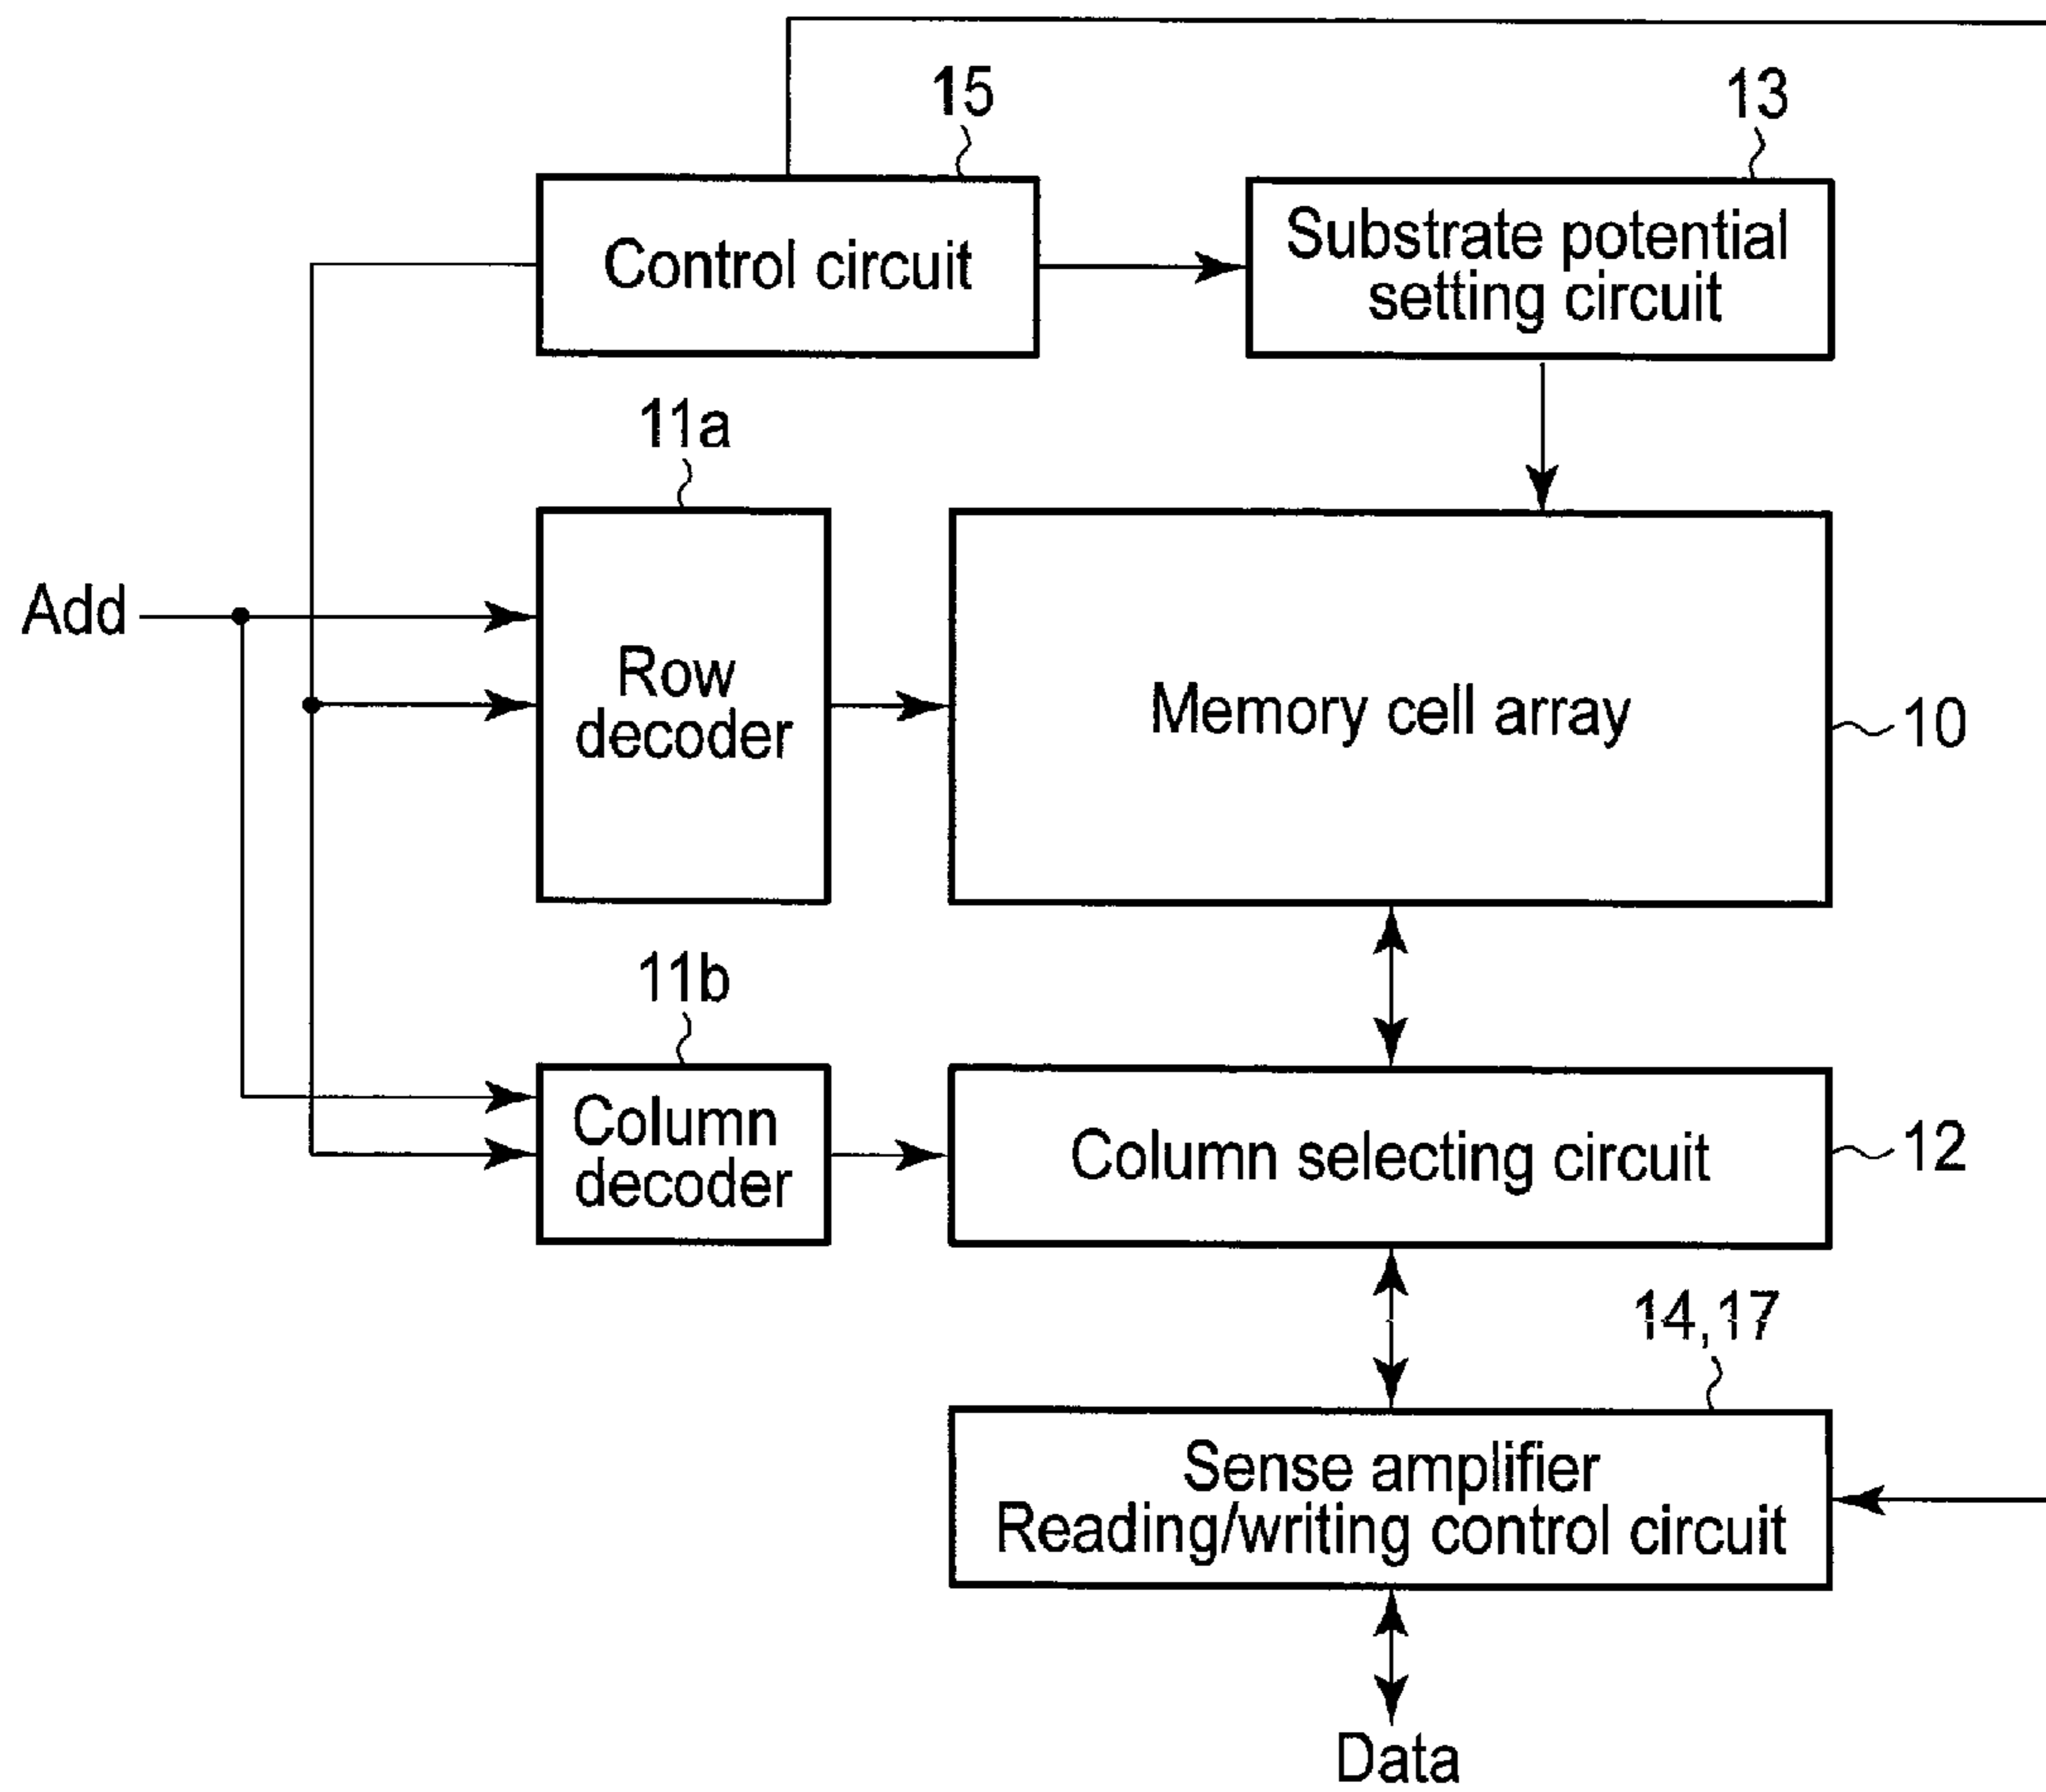 15
13
Control circuit
Substrate potential
setting circuit
11a
Add
Row
decoder
Memory cell array
10
11b
Column
decoder
Column selecting circuit
12
14,17
Sense amplifier
Reading/writing control circuit
Data